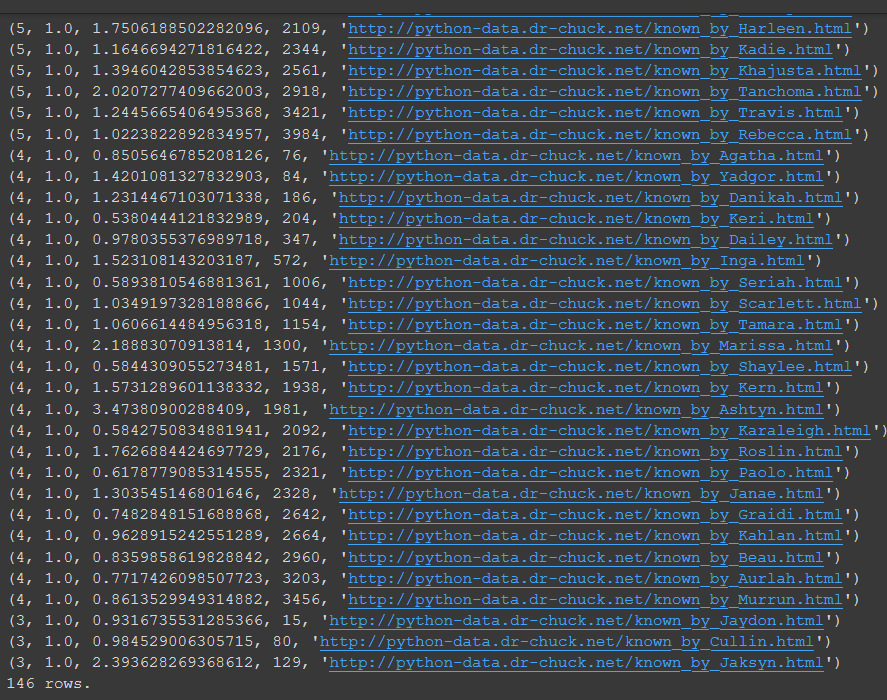 (5, 1.0, 1.7506188502282096, 2109, 'http://python-data.dr-chuck.net/known_by_Harleen.html')
(5, 1.0, 1.1646694271816422, 2344, 'http://python-data.dr-chuck.net/known_by_Kadie.html')
(5, 1.0, 1.3946042853854623, 2561, 'http://python-data.dr-chuck.net/known_by_Khajusta.html')
(5, 1.0, 2.0207277409662003, 2918, 'http://python-data.dr-chuck.net/known_by_Tanchoma.html')
(5, 1.0, 1.2445665406495368, 3421, 'http://python-data.dr-chuck.net/known_by_Travis.html')
(5, 1.0, 1.0223822892834957, 3984, 'http://python-data.dr-chuck.net/known_by_Rebecca.html')
(4, 1.0, 0.8505646785208126, 76, 'http://python-data.dr-chuck.net/known_by_Agatha.html')
(4, 1.0, 1.4201081327832903, 84, 'http://python-data.dr-chuck.net/known_by_Yadgor.html')
(4, 1.0, 1.2314467103071338, 186, 'http://python-data.dr-chuck.net/known_by_Danikah.html')
(4, 1.0, 0.5380444121832989, 204, 'http://python-data.dr-chuck.net/known_by_Keri.html')
(4, 1.0, 0.9780355376989718, 347, 'http://python-data.dr-chuck.net/known_by_Dailey.html')
(4, 1.0, 1.523108143203187, 572, 'http://python-data.dr-chuck.net/known_by_Inga.html')
(4, 1.0, 0.5893810546881361, 1006, 'http://python-data.dr-chuck.net/known_by_Seriah.html')
(4, 1.0, 1.0349197328188866, 1044, 'http://python-data.dr-chuck.net/known_by_Scarlett.html')
(4, 1.0, 1.0606614484956318, 1154, 'http://python-data.dr-chuck.net/known_by_Tamara.html')
(4, 1.0, 2.18883070913814, 1300, 'http://python-data.dr-chuck.net/known_by_Marissa.html')
(4, 1.0, 0.5844309055273481, 1571, 'http://python-data.dr-chuck.net/known_by_Shaylee.html')
(4, 1.0, 1.5731289601138332, 1938, 'http://python-data.dr-chuck.net/known_by_Kern.html')
(4, 1.0, 3.47380900288409, 1981, 'http://python-data.dr-chuck.net/known_by_Ashtyn.html')
(4, 1.0, 0.5842750834881941, 2092, 'http://python-data.dr-chuck.net/known_by_Karaleigh.html')
(4, 1.0, 1.7626884424697729, 2176, 'http://python-data.dr-chuck.net/known_by_Roslin.html')
(4, 1.0, 0.6178779085314555, 2321, 'http://python-data.dr-chuck.net/known_by_Paolo.html')
(4, 1.0, 1.303545146801646, 2328, 'http://python-data.dr-chuck.net/known_by_Janae.html')
(4, 1.0, 0.7482848151688868, 2642, 'http://python-data.dr-chuck.net/known_by_Graidi.html')
(4, 1.0, 0.9628915242551289, 2664, 'http://python-data.dr-chuck.net/known_by_Kahlan.html')
(4, 1.0, 0.8359858619828842, 2960, 'http://python-data.dr-chuck.net/known_by_Beau.html')
(4, 1.0, 0.7717426098507723, 3203, 'http://python-data.dr-chuck.net/known_by_Aurlah.html')
(4, 1.0, 0.8613529949314882, 3456, 'http://python-data.dr-chuck.net/known_by_Murrun.html')
(3, 1.0, 0.9316735531285366, 15, 'http://python-data.dr-chuck.net/known_by_Jaydon.html')
(3, 1.0, 0.984529006305715, 80, 'http://python-data.dr-chuck.net/known_by_Cullin.html')
(3, 1.0, 2.393628269368612, 129, 'http://python-data.dr-chuck.net/known_by_Jaksyn.html')
146 rows.